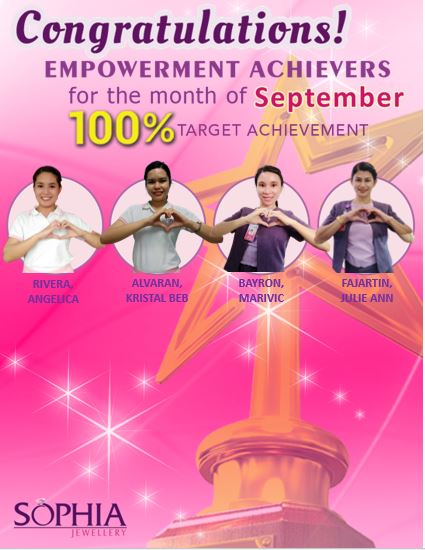 Congratulations!
EMPOWERMENT ACHIEVERS
for the month of September
100% TARGET ACHIEVEMENT
RIVERA,
ANGELICA
ALVARAN,
KRISTAL BEB
BAYRON,
MARIVIC
FAJARTIN,
JULIE ANN
SOPHIA
JEWELLERY